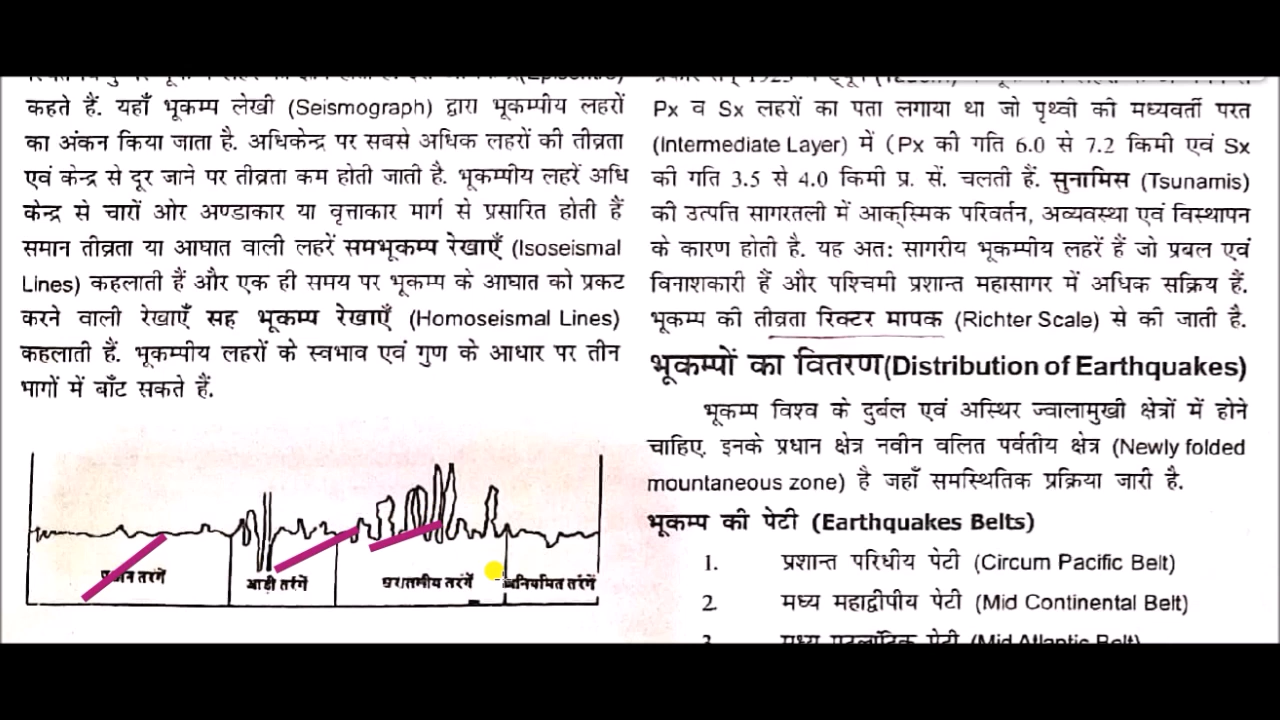 कहते हैं. यहाँ भूकम्प लेखी (Seismograph) द्वारा भूकम्पीय लहरों
का अंकन किया जाता है. अधिकेन्द्र पर सबसे अधिक लहरों की तीव्रता
एवं केन्द्र से दूर जाने पर तीव्रता कम होती जाती है. भूकम्पीय लहरें अधि
केन्द्र से चारों ओर अण्डाकार या वृत्ताकार मार्ग से प्रसारित होती हैं
समान तीव्रता या आघात वाली लहरें समभूकम्प रेखाएँ (Isoseismal
Lines) कहलाती हैं और एक ही समय पर भूकम्प के आघात को प्रकट
करने वाली रेखाएँ सह भूकम्प रेखाएँ (Homoseismal Lines)
कहलाती हैं. भूकम्पीय लहरों के स्वभाव एवं गुण के आधार पर तीन
भागों में बाँट सकते हैं.
तरंगें
आड़ी तरंगें
धरातलीय तरंगें
अनियमित तरंगें
Px व Sx लहरों का पता लगाया था जो पृथ्वी की मध्यवर्ती परत
(Intermediate Layer) में (Px की गति 6.0 से 7.2 किमी एवं Sx
की गति 3.5 से 4.0 किमी प्र. सें. चलती हैं. सुनामिस (Tsunamis)
की उत्पत्ति सागरतली में आकस्मिक परिवर्तन, अव्यवस्था एवं विस्थापन
के कारण होती है. यह अत: सागरीय भूकम्पीय लहरें हैं जो प्रबल एवं
विनाशकारी हैं और पश्चिमी प्रशान्त महासागर में अधिक सक्रिय हैं.
भूकम्प की तीव्रता रिक्टर मापक (Richter Scale) से की जाती है.
भूकम्पों का वितरण(Distribution of Earthquakes)
भूकम्प विश्व के दुर्बल एवं अस्थिर ज्वालामुखी क्षेत्रों में होने
चाहिए. इनके प्रधान क्षेत्र नवीन वलित पर्वतीय क्षेत्र (Newly folded
mountaneous zone) है जहाँ समस्थितिक प्रक्रिया जारी है.
भूकम्प की पेटी (Earthquakes Belts)
1. प्रशान्त परिधीय पेटी (Circum Pacific Belt)
2. मध्य महाद्वीपीय पेटी (Mid Continental Belt)